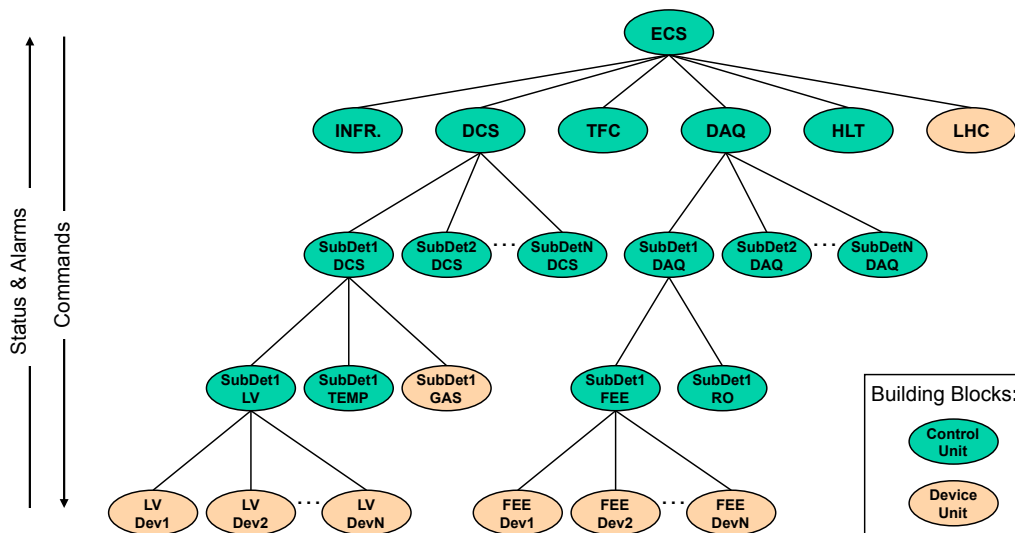 ECS
INFR.
DCS
TFC
DAQ
HLT
LHC
Status & Alarms
Commands
SubDet1
DCS
SubDet2
DCS
...
SubDetN
DCS
SubDet1
DAQ
SubDet2
DAQ
...
SubDetN
DAQ
SubDet1
LV
SubDet1
TEMP
SubDet1
GAS
SubDet1
FEE
SubDet1
RO
Building Blocks:
Control
Unit
Device
Unit
LV
Dev1
LV
Dev2
...
LV
DevN
FEE
Dev1
FEE
Dev2
...
FEE
DevN